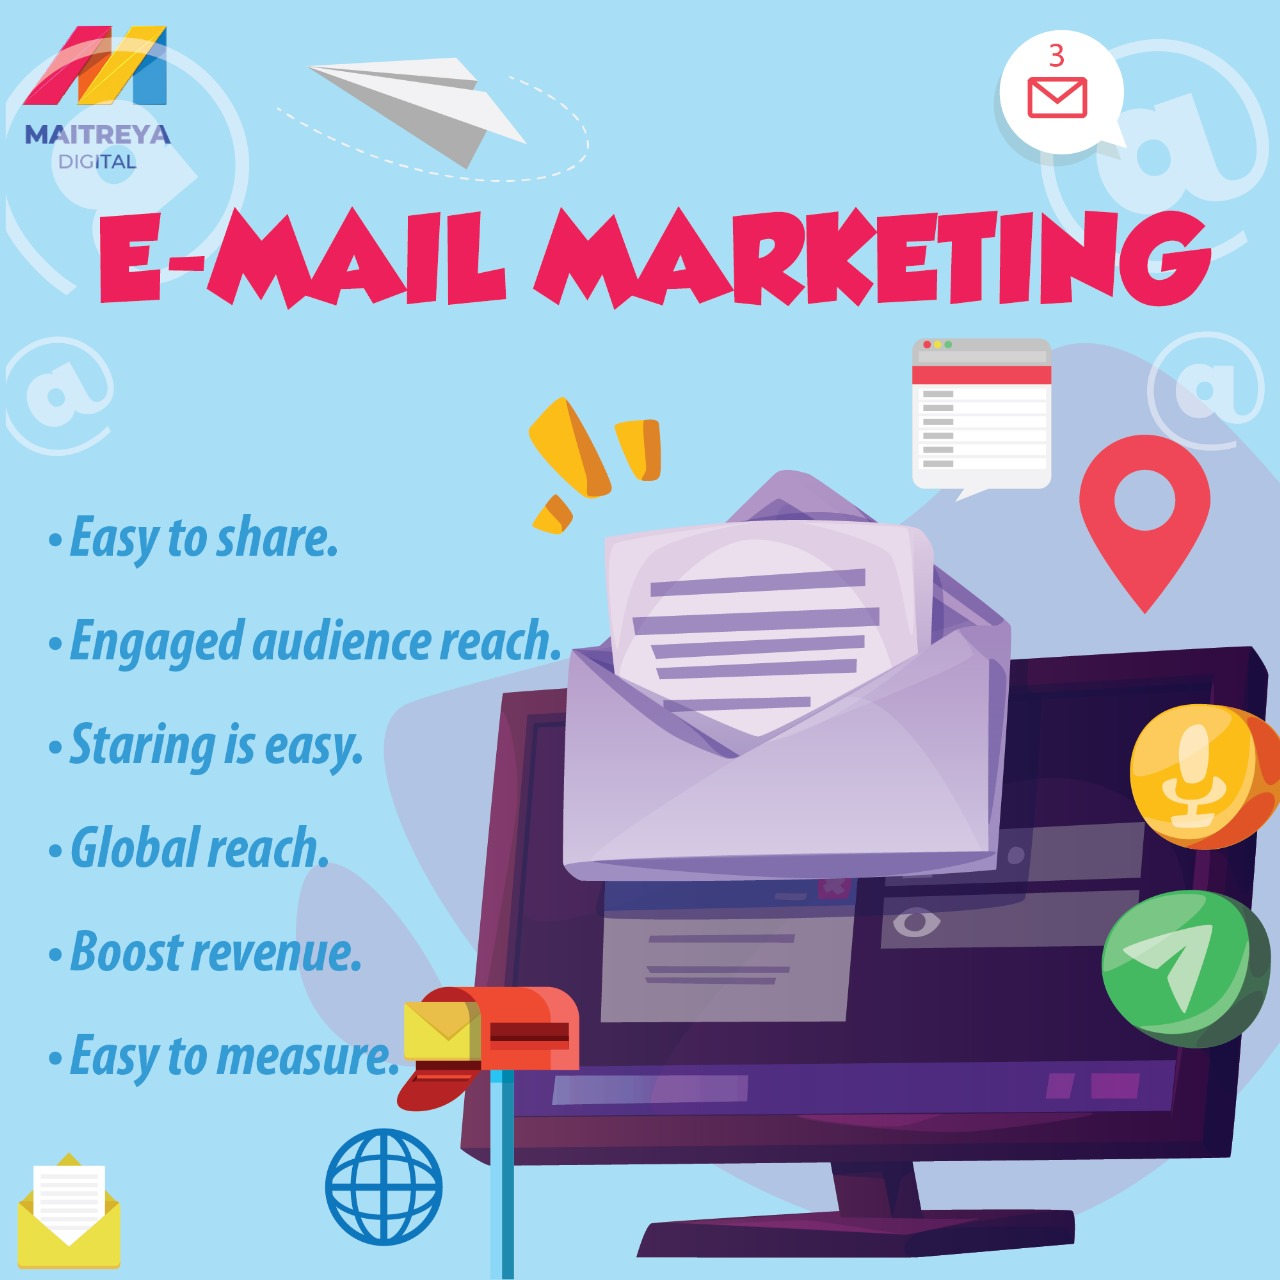 MAITREYA
DIGITAL
3
E-MAIL MARKETING
• Easy to share.
• Engaged audience reach.
• Staring is easy.
• Global reach.
• Boost revenue.
• Easy to measure.